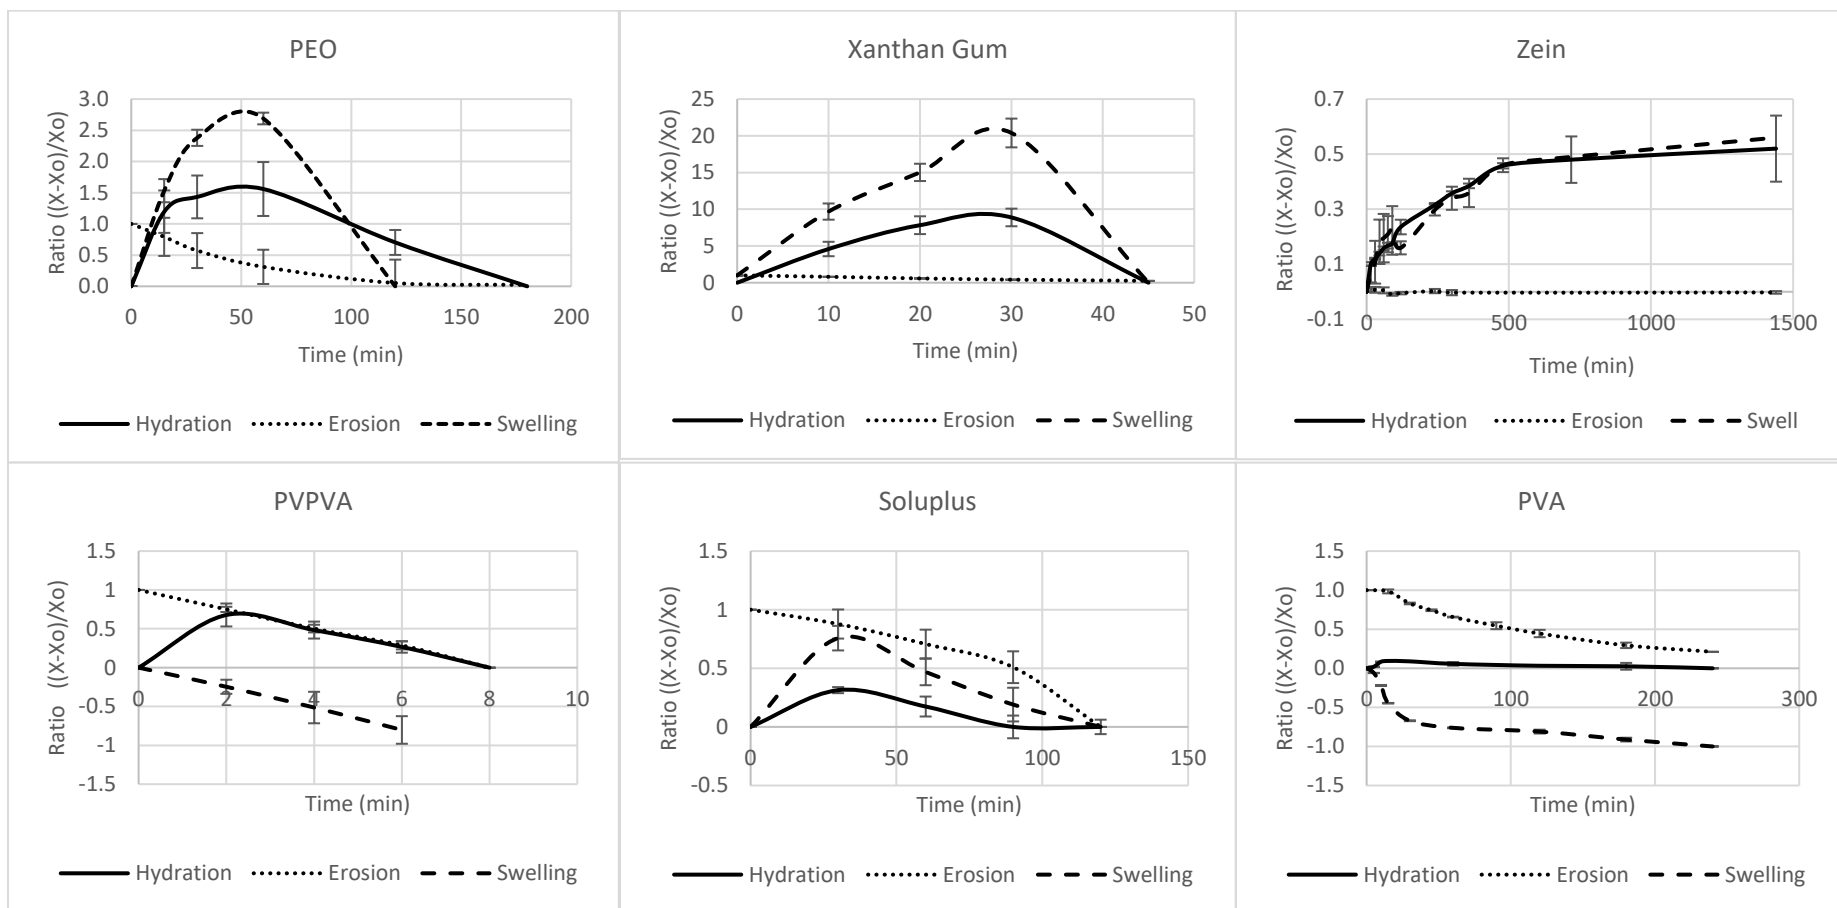 PEO
Ratio ((X-Xo)/Xo)
3.0
2.5
2.0
1.5
1.0
0.5
0.0
0 50 100 150 200
Time (min)
Hydration Erosion Swelling
Xanthan Gum
Ratio ((X-Xo)/Xo)
25
20
15
10
5
0
0 10 20 30 40 50
Time (min)
Hydration Erosion Swelling
Zein
Ratio ((X-Xo)/Xo)
0.7
0.5
0.3
0.1
-0.1
0 500 1000 1500
Time (min)
Hydration Erosion Swell
PVPVA
Ratio ((X-Xo)/Xo)
1.5
1
0.5
0
-0.5
-1
-1.5
0 2 4 6 8 10
Time (min)
Hydration Erosion Swelling
Soluplus
Ratio ((X-Xo)/Xo)
1.5
1
0.5
0
-0.5
0 50 100 150
Time (min)
Hydration Erosion Swelling
PVA
Ratio ((X-Xo)/Xo)
1.5
1.0
0.5
0.0
-0.5
-1.0
-1.5
0 100 200 300
Time (min)
Hydration Erosion Swelling